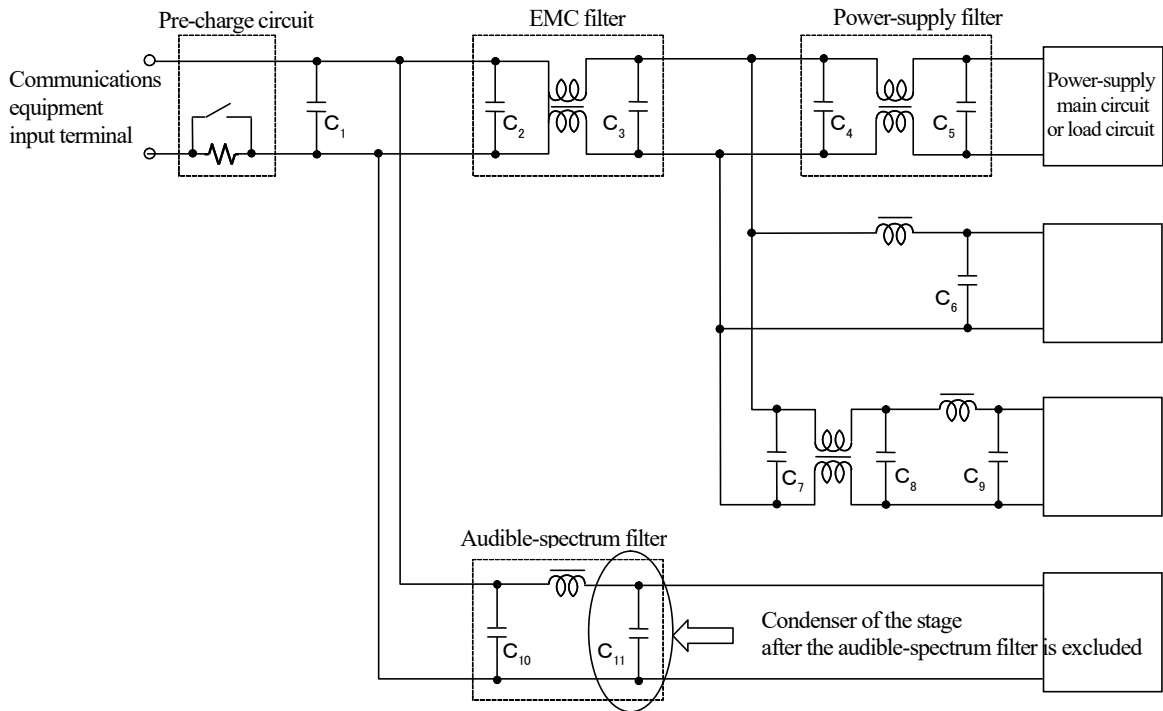 Pre-charge circuit
EMC filter
Power-supply filter
Communications
equipment
input terminal
C1
C2
C3
C4
C5
Power-supply
main circuit
or load circuit
C6
C7
C8
C9
Audible-spectrum filter
C10
C11
Condenser of the stage
after the audible-spectrum filter is excluded